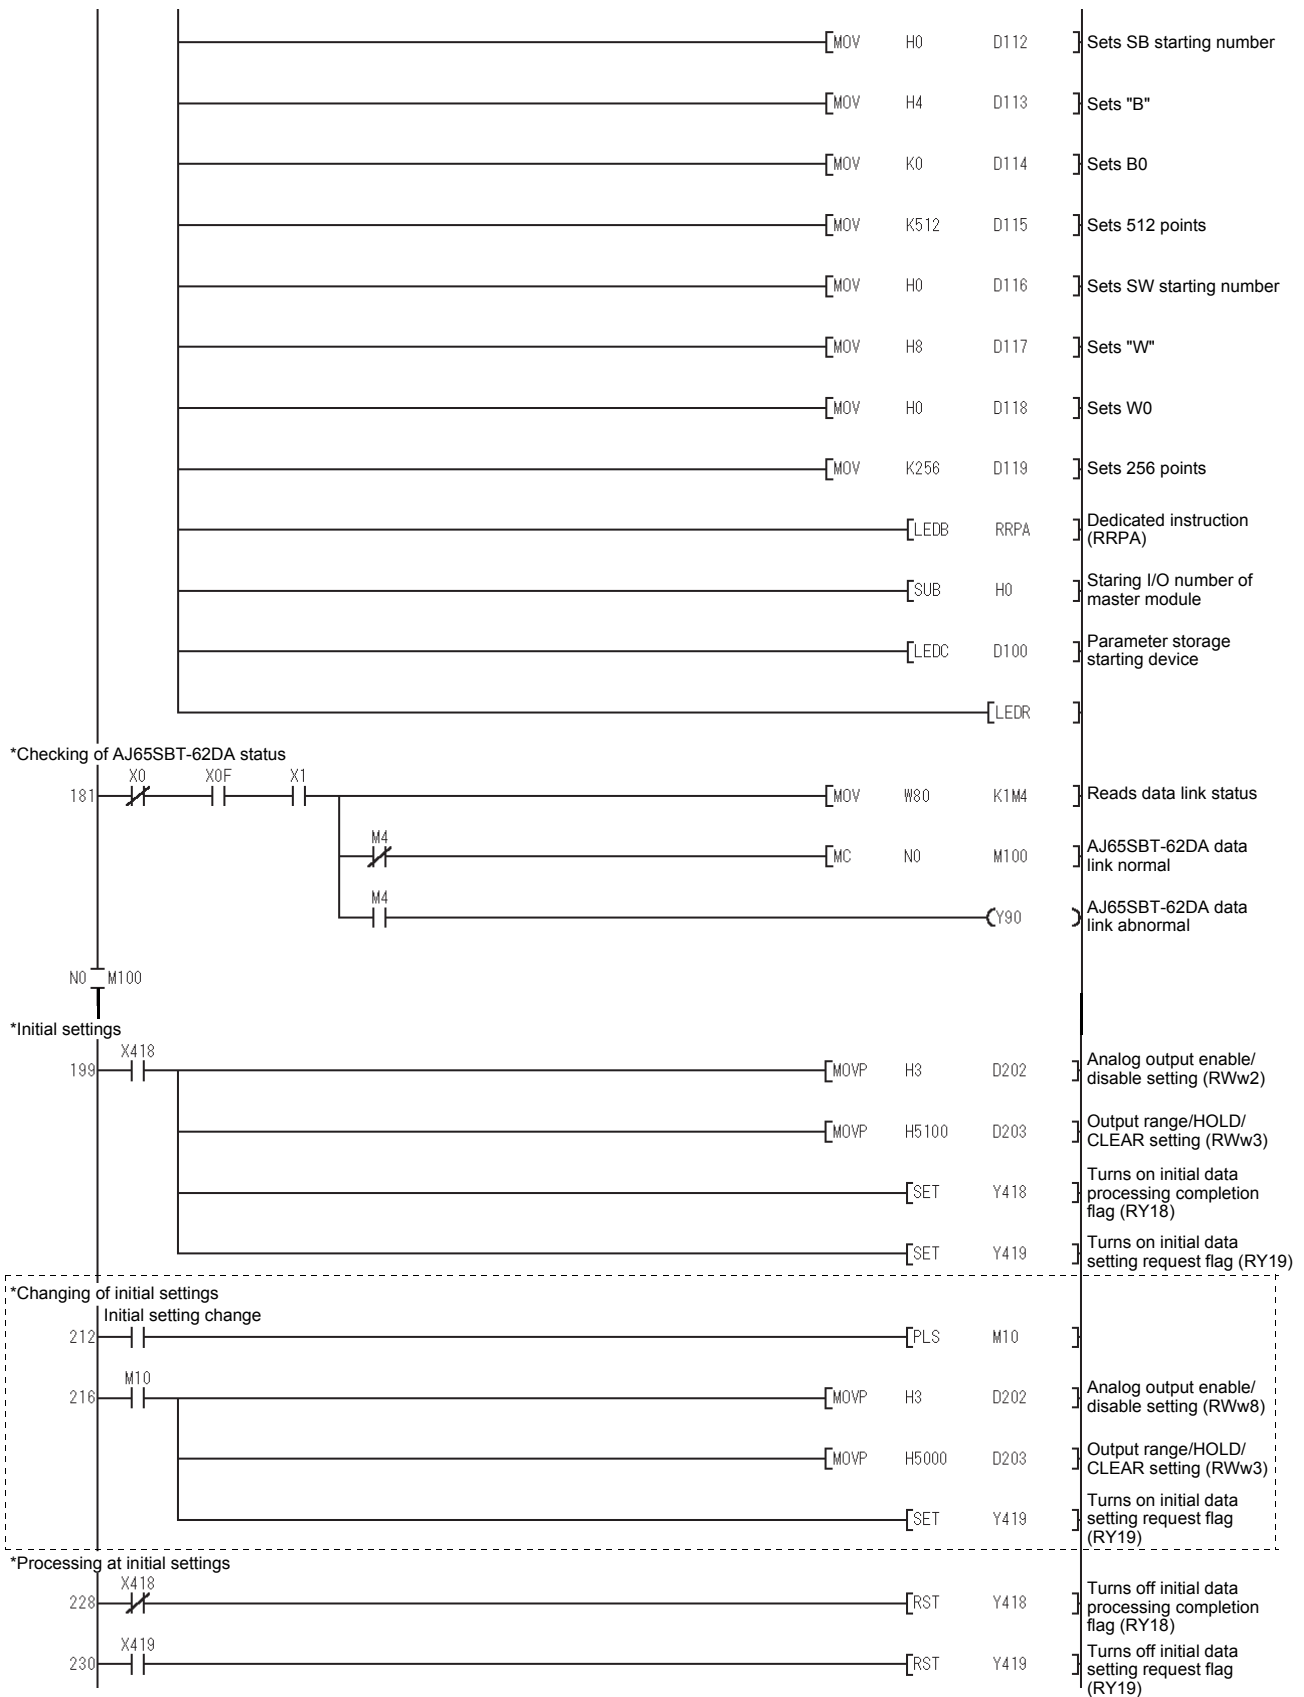 MOV H0 D112 Sets SB starting number
MOV H4 D113 Sets "B"
MOV K0 D114 Sets B0
MOV K512 D115 Sets 512 points
MOV H0 D116 Sets SW starting number
MOV H8 D117 Sets "W"
MOV H0 D118 Sets W0
MOV K256 D119 Sets 256 points
LEDB RRPA Dedicated instruction
(RRPA)
SUB H0 Staring I/O number of
master module
LEDC D100 Parameter storage
starting device
LEDR
*Checking of AJ65SBT-62DA status
X0 X0F X1
181 MOV W80 K1M4 Reads data link status
M4
MC N0 M100 AJ65SBT-62DA data
link normal
M4
Y90 AJ65SBT-62DA data
link abnormal
N0 M100
*Initial settings
X418
199 MOVP H3 D202 Analog output enable/
disable setting (RWw2)
MOVP H5100 D203 Output range/HOLD/
CLEAR setting (RWw3)
SET Y418 Turns on initial data
processing completion
flag (RY18)
SET Y419 Turns on initial data
setting request flag (RY19)
*Changing of initial settings
Initial setting change
212 PLS M10
M10
216 MOVP H3 D202 Analog output enable/
disable setting (RWw8)
MOVP H5000 D203 Output range/HOLD/
CLEAR setting (RWw3)
SET Y419 Turns on initial data
setting request flag
(RY19)
*Processing at initial settings
X418
228 RST Y418 Turns off initial data
processing completion
flag (RY18)
X419
230 RST Y419 Turns off initial data
setting request flag
(RY19)